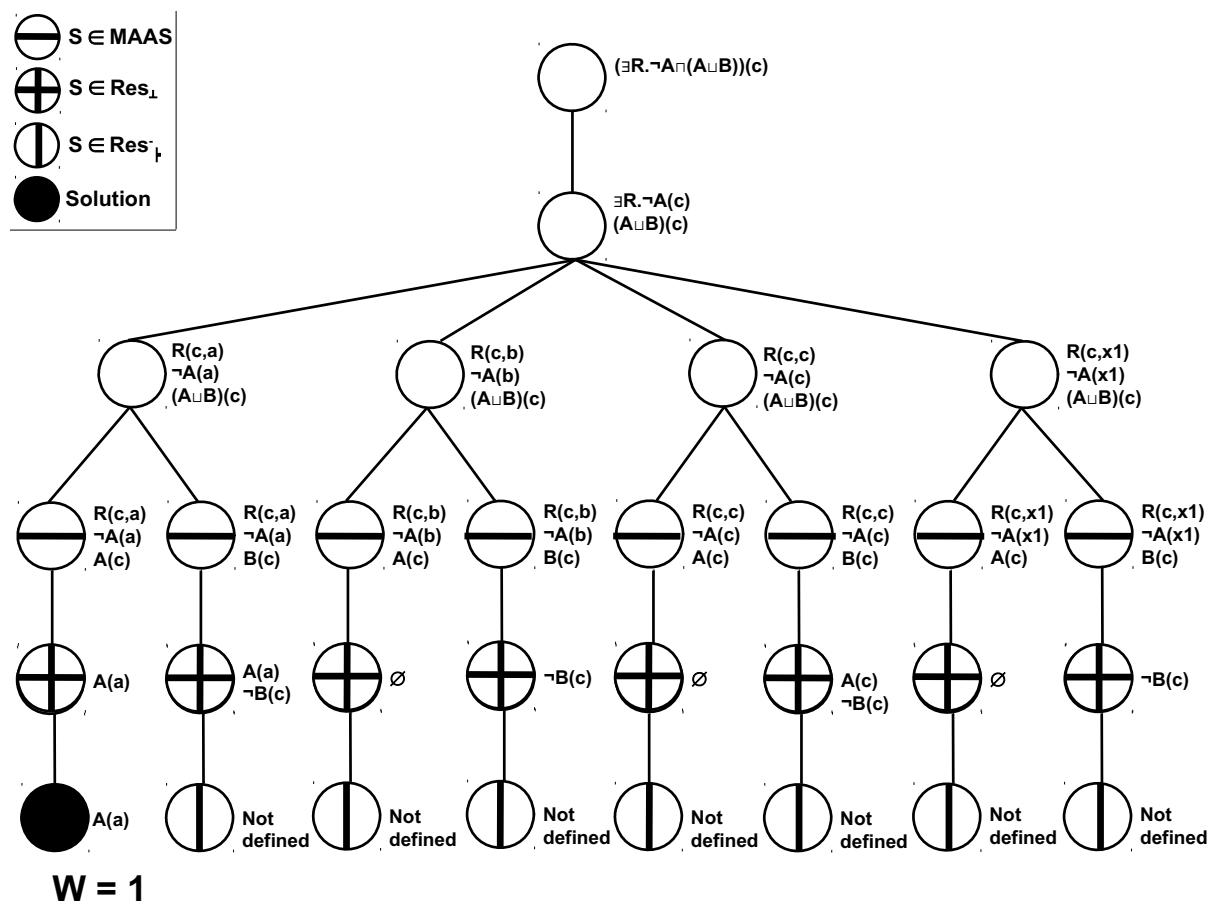 S ∈ MAAS
S ∈ Res⊥
S ∈ Res⁻⊦
Solution
(∃R.¬A⊓(A⊔B))(c)
∃R.¬A(c)
(A⊔B)(c)
R(c,a)
¬A(a)
(A⊔B)(c)
R(c,b)
¬A(b)
(A⊔B)(c)
R(c,c)
¬A(c)
(A⊔B)(c)
R(c,x1)
¬A(x1)
(A⊔B)(c)
R(c,a)
¬A(a)
A(c)
R(c,a)
¬A(a)
B(c)
R(c,b)
¬A(b)
A(c)
R(c,b)
¬A(b)
B(c)
R(c,c)
¬A(c)
A(c)
R(c,c)
¬A(c)
B(c)
R(c,x1)
¬A(x1)
A(c)
R(c,x1)
¬A(x1)
B(c)
A(a)
A(a)
¬B(c)
∅
¬B(c)
∅
A(c)
¬B(c)
∅
¬B(c)
A(a)
Not
defined
Not
defined
Not
defined
Not
defined
Not
defined
Not
defined
Not
defined
W = 1